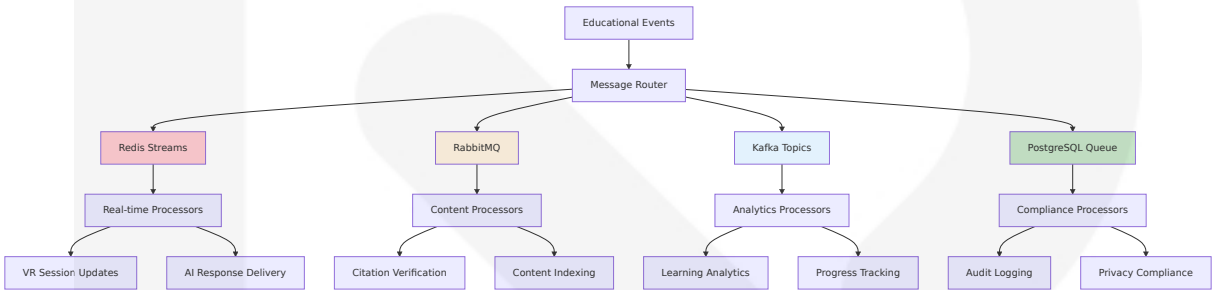 Educational Events
Message Router
Redis Streams
RabbitMQ
Kafka Topics
PostgreSQL Queue
Real-time Processors
Content Processors
Analytics Processors
Compliance Processors
VR Session Updates
AI Response Delivery
Citation Verification
Content Indexing
Learning Analytics
Progress Tracking
Audit Logging
Privacy Compliance